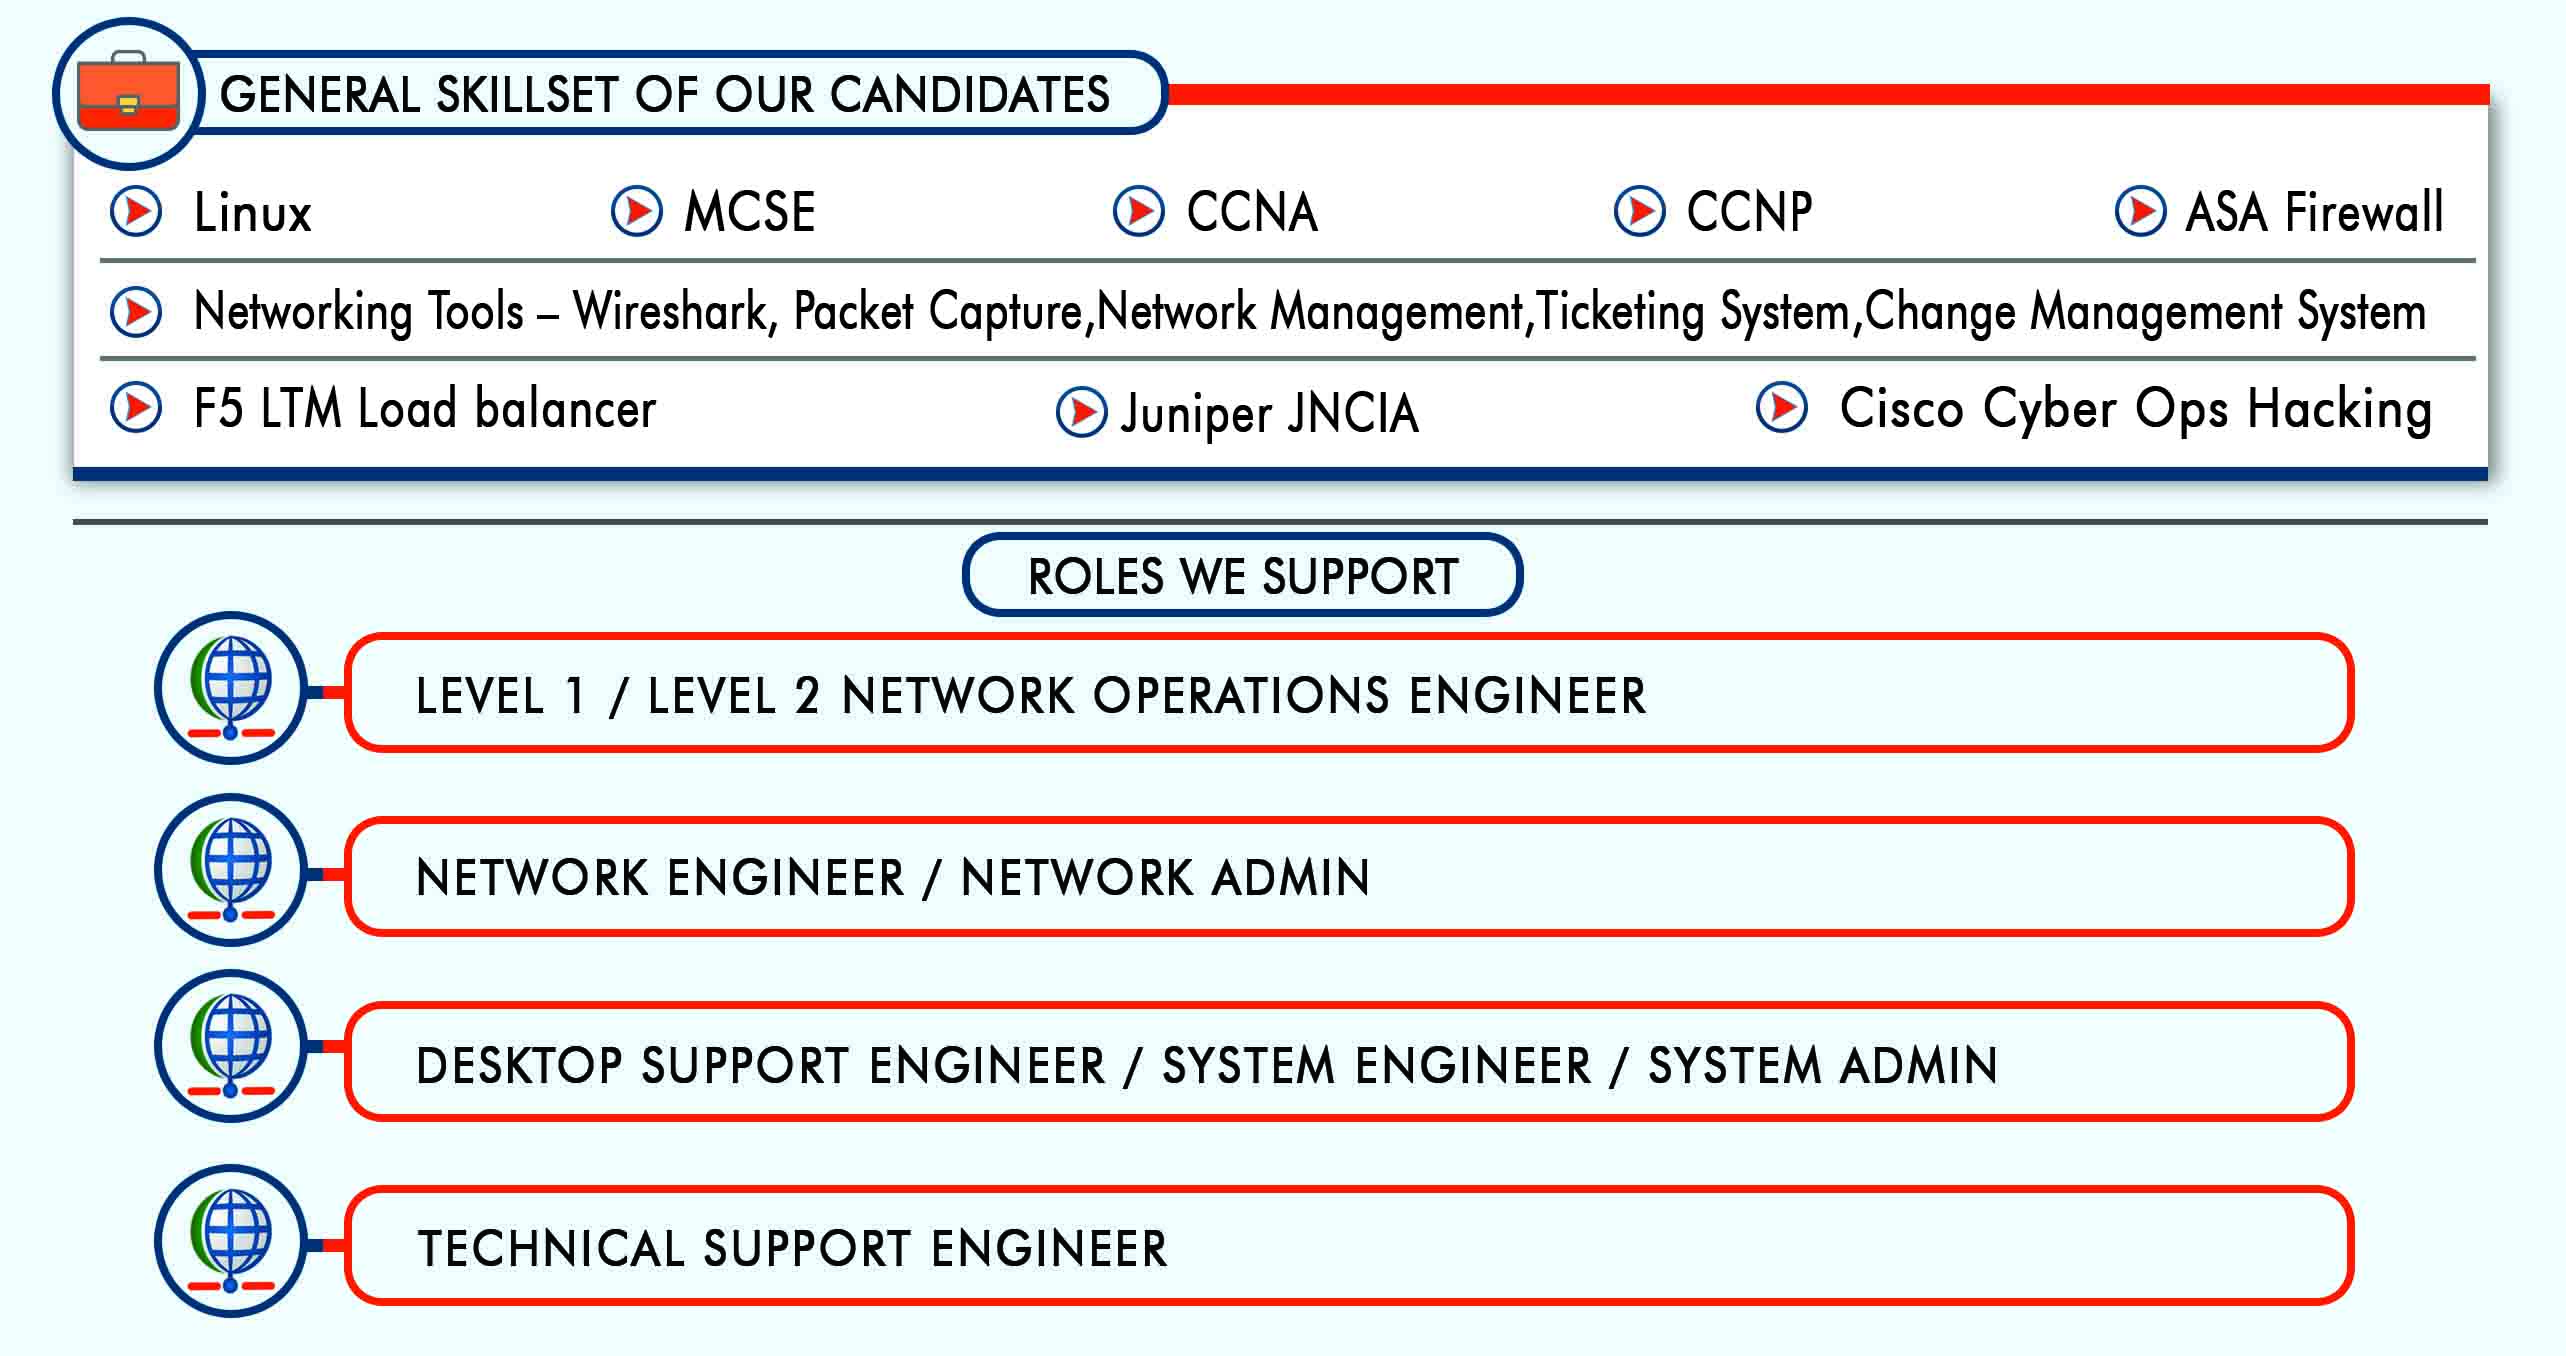 GENERAL SKILLSET OF OUR CANDIDATES
Linux MCSE CCNA CCNP ASA Firewall
Networking Tools – Wireshark, Packet Capture,Network Management,Ticketing System,Change Management System
F5 LTM Load balancer Juniper JNCIA Cisco Cyber Ops Hacking
ROLES WE SUPPORT
LEVEL 1 / LEVEL 2 NETWORK OPERATIONS ENGINEER
NETWORK ENGINEER / NETWORK ADMIN
DESKTOP SUPPORT ENGINEER / SYSTEM ENGINEER / SYSTEM ADMIN
TECHNICAL SUPPORT ENGINEER